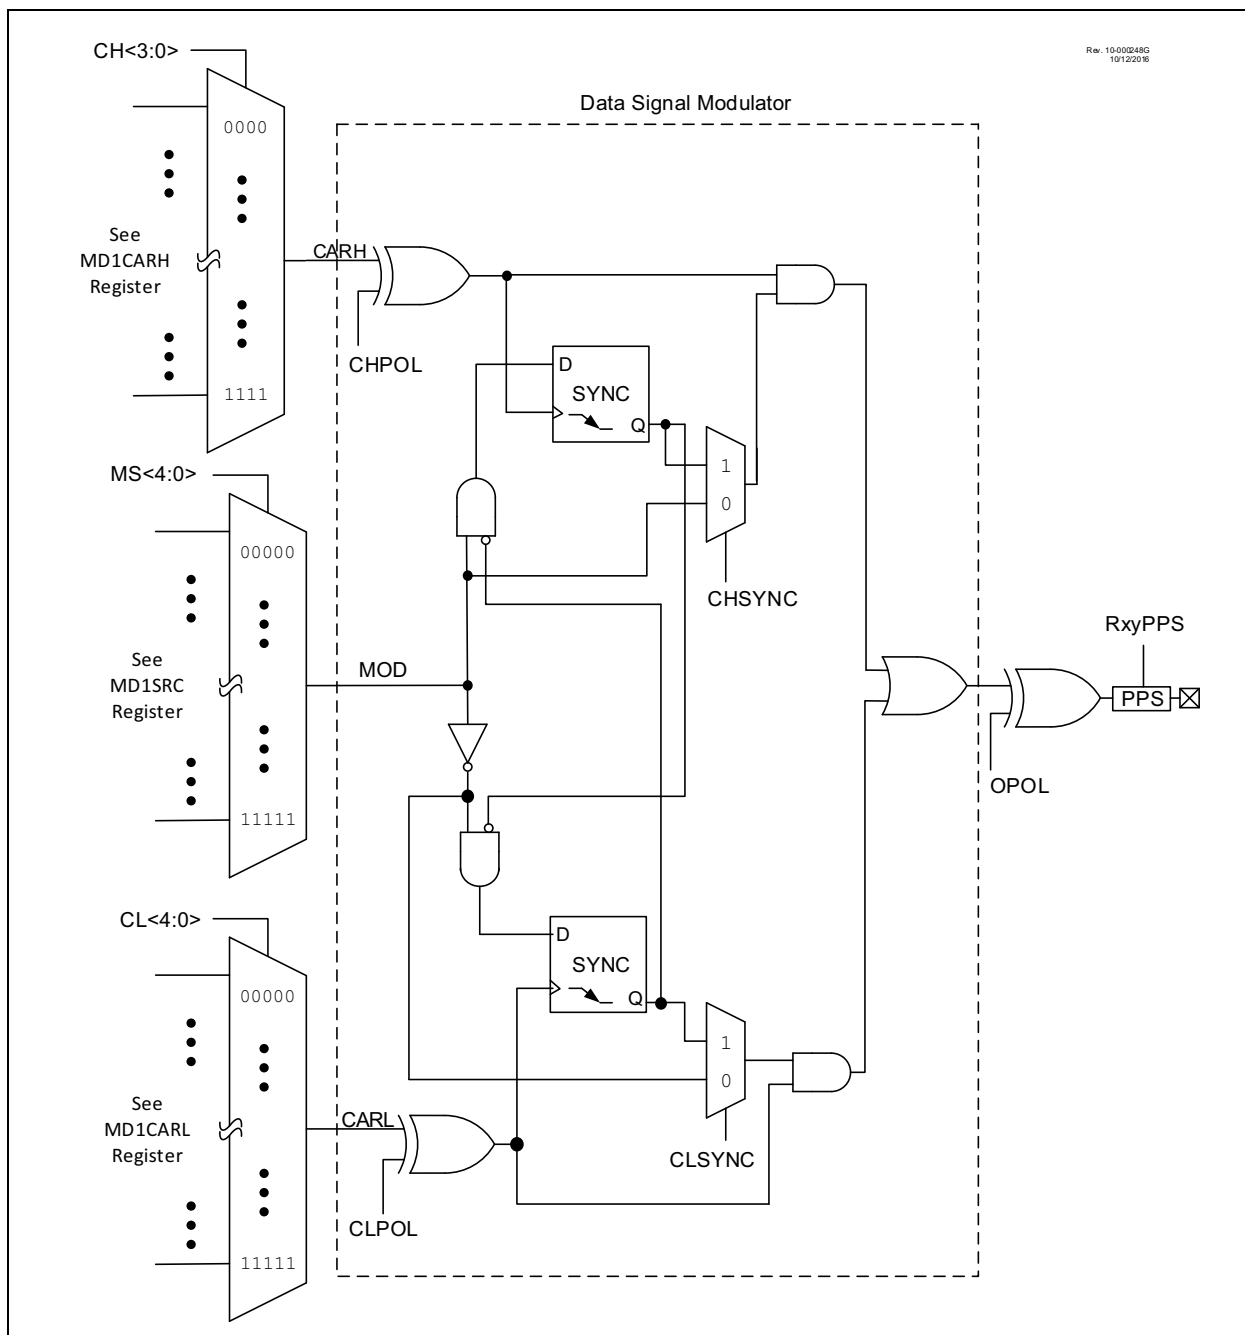 CH<3:0>
Rev. 10-000248G
10/12/2016
Data Signal Modulator
0000
See
MD1CARH
Register
CARH
CHPOL
D
SYNC
Q
1111
1
0
MS<4:0>
00000
CHSYNC
RxyPPS
See
MD1SRC
Register
MOD
PPS
OPOL
11111
CL<4:0>
D
SYNC
Q
00000
1
0
See
MD1CARL
Register
CARL
CLSYNC
CLPOL
11111